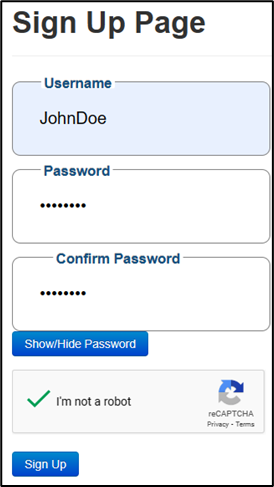 Sign Up Page
Username
JohnDoe
Password
••••••••
Confirm Password
••••••••
Show/Hide Password
I'm not a robot
reCAPTCHA
Privacy - Terms
Sign Up